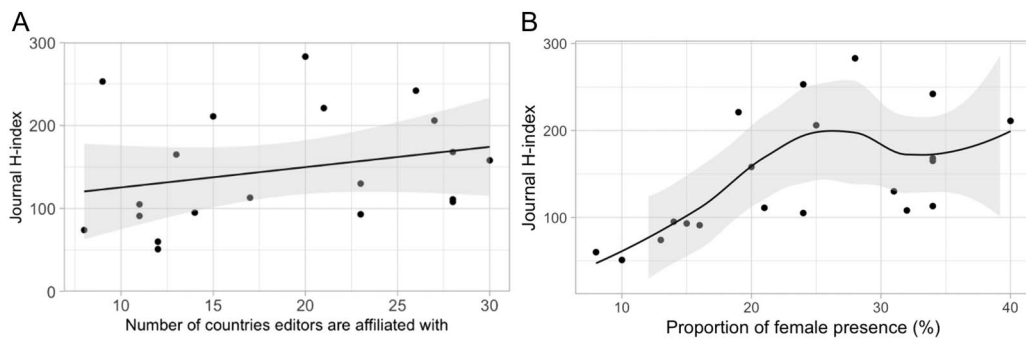 A
300
200
100
0
Journal H-index
10
15
20
25
30
Number of countries editors are affiliated with
B
300
200
100
Journal H-index
10
20
30
40
Proportion of female presence (%)